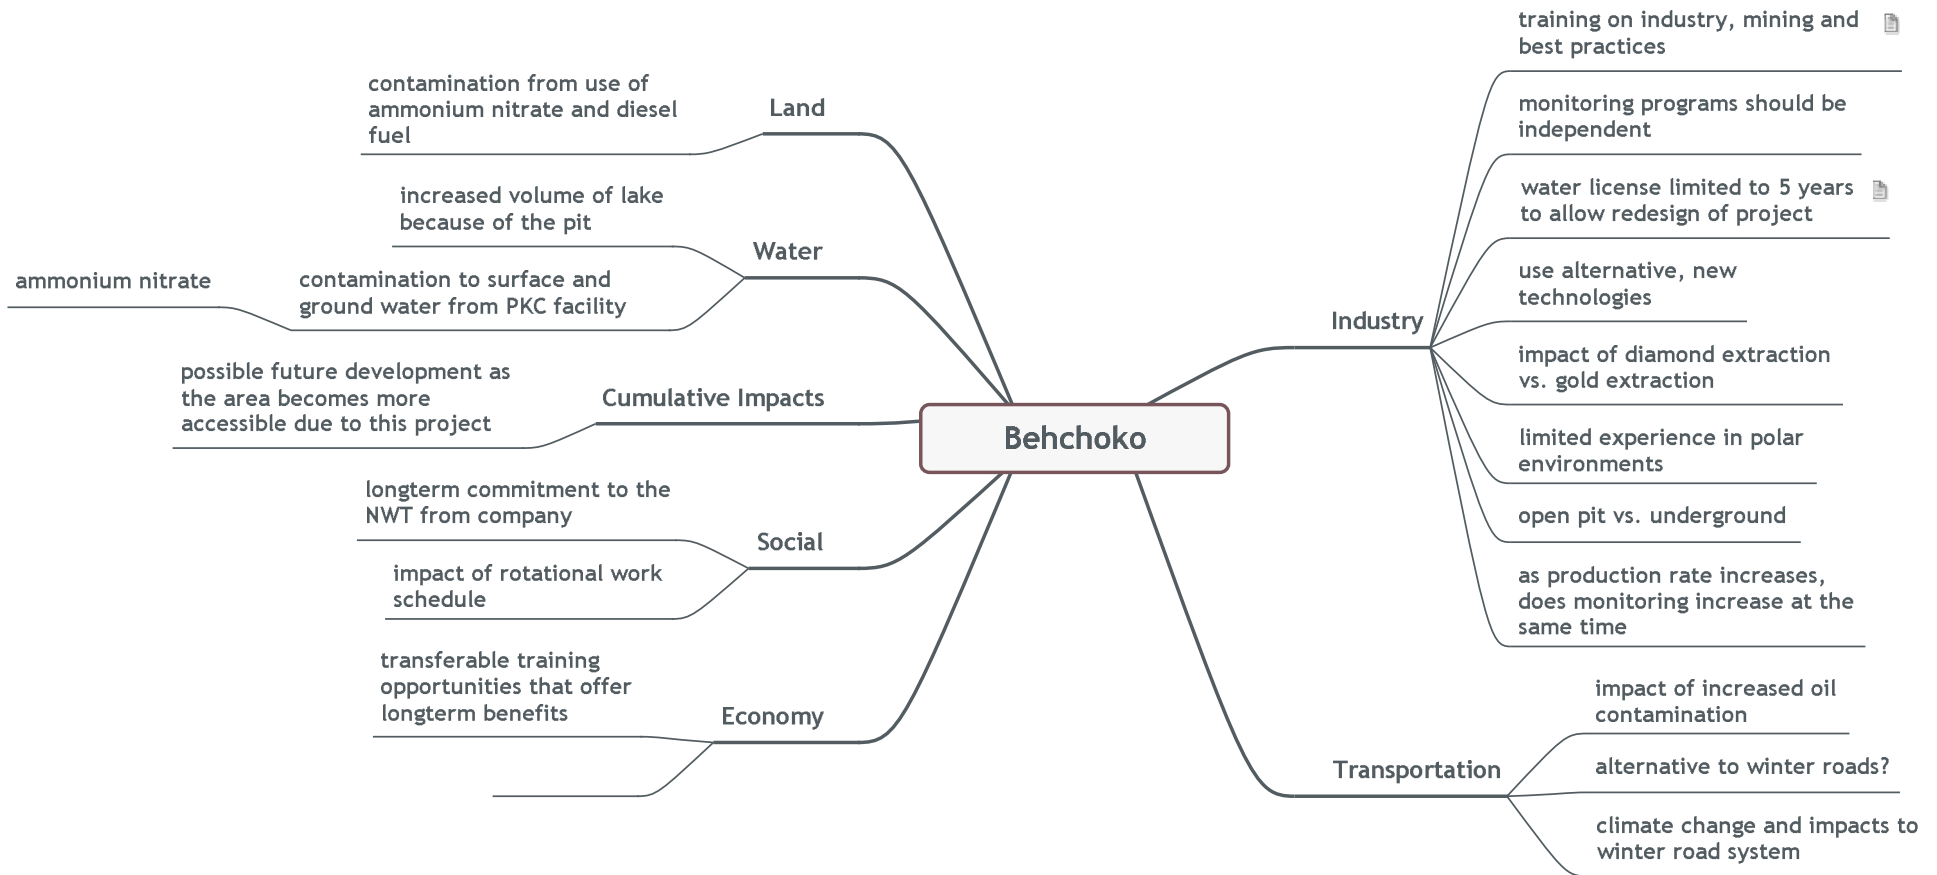 Behchoko
Land
contamination from use of
ammonium nitrate and diesel
fuel
Water
increased volume of lake
because of the pit
contamination to surface and
ground water from PKC facility
ammonium nitrate
Cumulative Impacts
possible future development as
the area becomes more
accessible due to this project
Social
longterm commitment to the
NWT from company
impact of rotational work
schedule
Economy
transferable training
opportunities that offer
longterm benefits
Industry
training on industry, mining and
best practices
monitoring programs should be
independent
water license limited to 5 years
to allow redesign of project
use alternative, new
technologies
impact of diamond extraction
vs. gold extraction
limited experience in polar
environments
open pit vs. underground
as production rate increases,
does monitoring increase at the
same time
Transportation
impact of increased oil
contamination
alternative to winter roads?
climate change and impacts to
winter road system